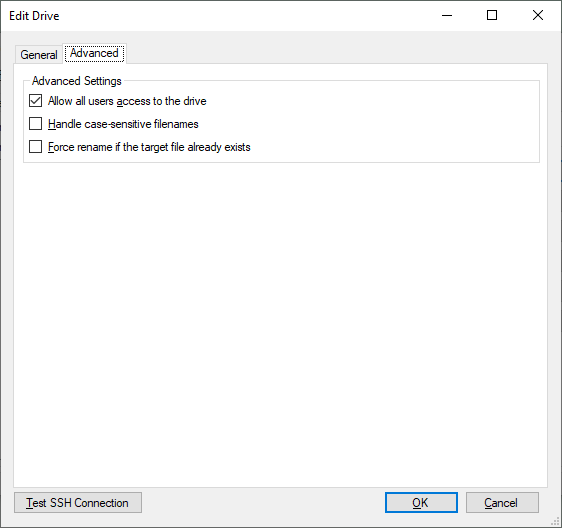 Edit Drive
General
Advanced
Advanced Settings
Allow all users access to the drive
Handle case-sensitive filenames
Force rename if the target file already exists
Test SSH Connection
OK
Cancel